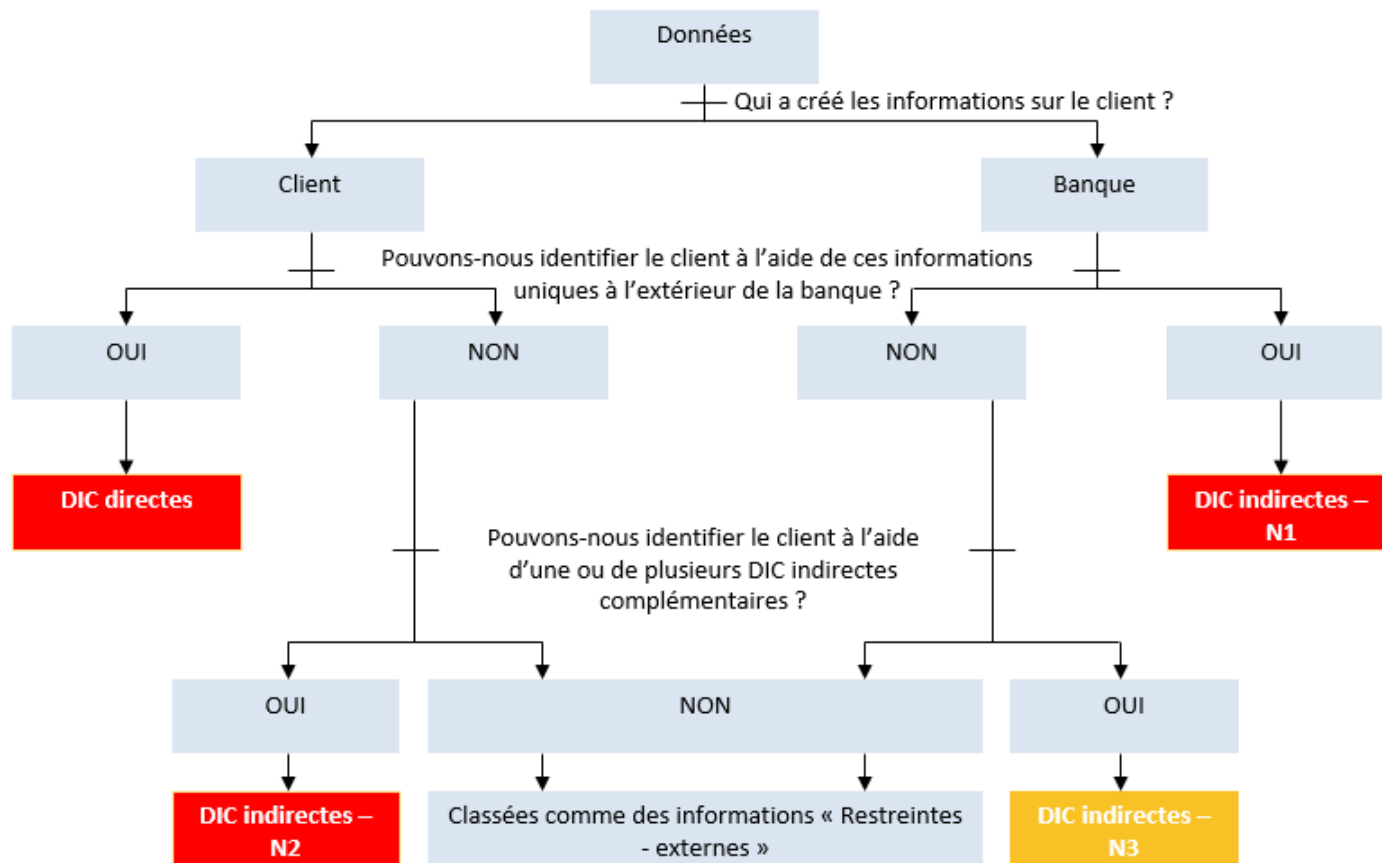 Données
Qui a créé les informations sur le client ?
Client
Banque
Pouvons-nous identifier le client à l’aide de ces informations
uniques à l’extérieur de la banque ?
OUI
NON
NON
OUI
DIC directes
DIC indirectes –
N1
Pouvons-nous identifier le client à l’aide
d’une ou de plusieurs DIC indirectes
complémentaires ?
OUI
NON
OUI
DIC indirectes –
N2
Classées comme des informations « Restreintes
- externes »
DIC indirectes –
N3